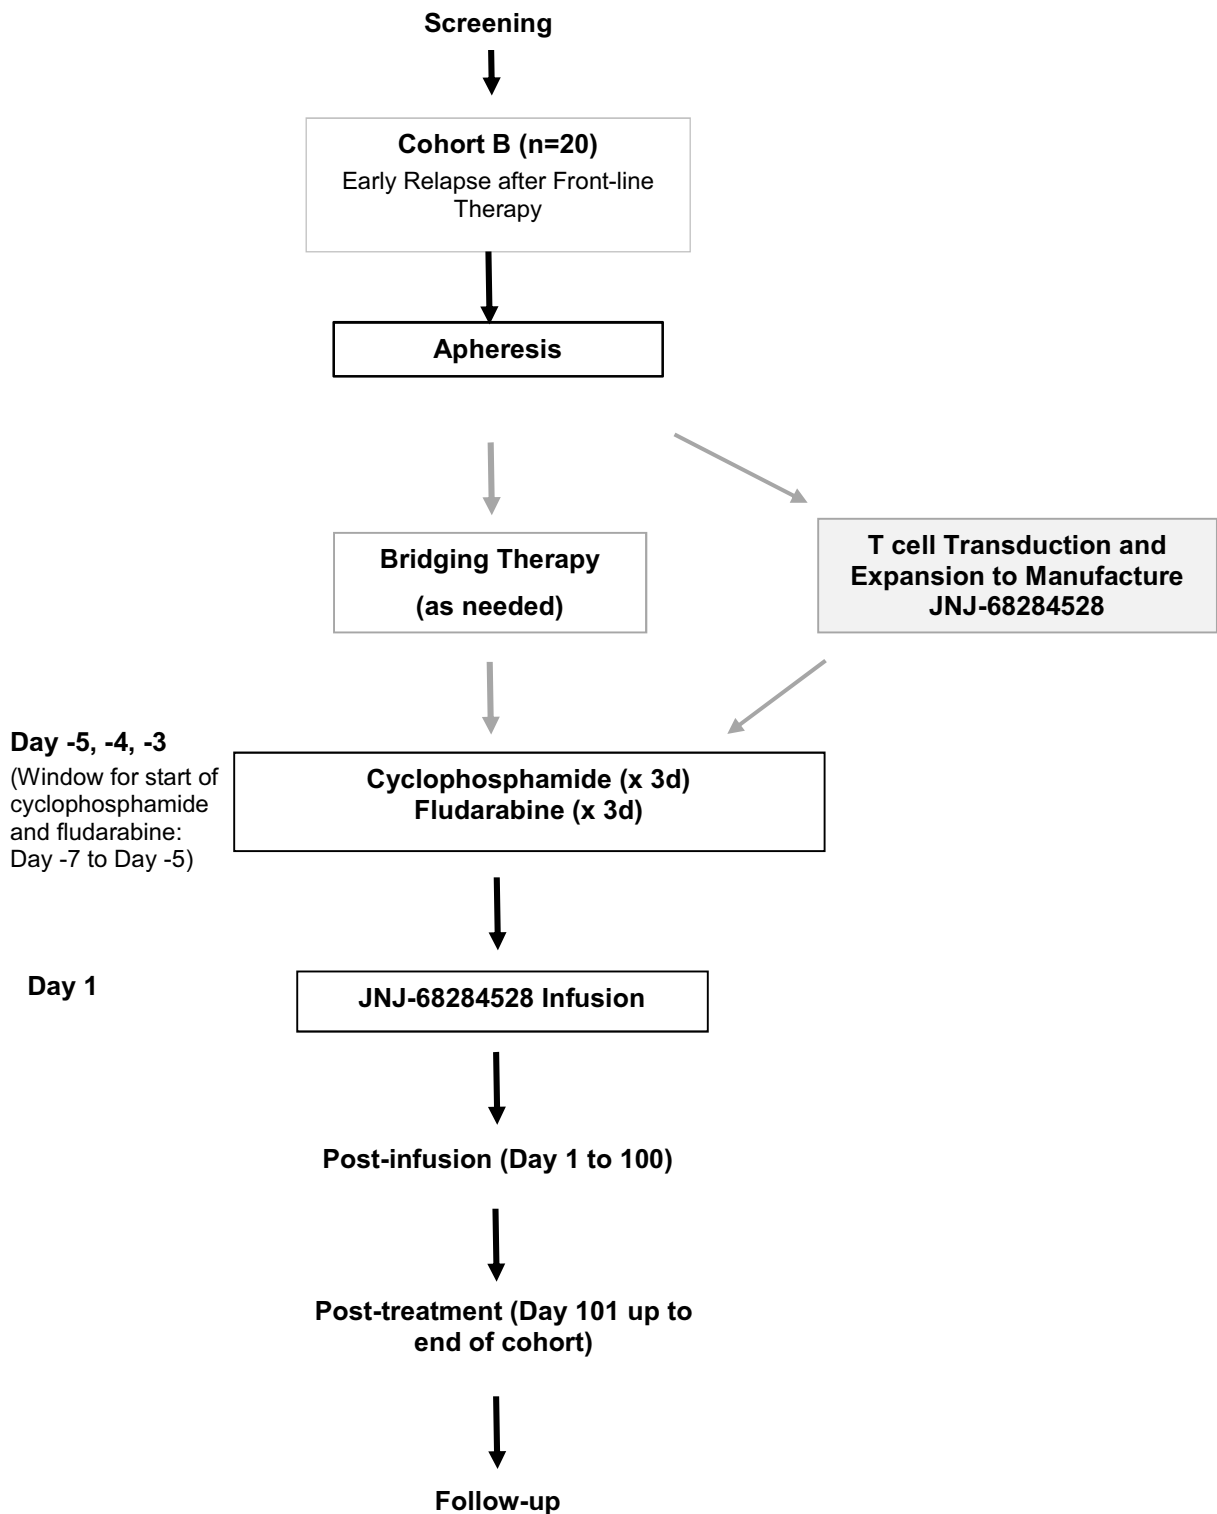 Screening
Cohort B (n=20)
Early Relapse after Front-line
Therapy
Apheresis
Bridging Therapy
(as needed)
T cell Transduction and
Expansion to Manufacture
JNJ-68284528
Day -5, -4, -3
(Window for start of
cyclophosphamide
and fludarabine:
Day -7 to Day -5)
Cyclophosphamide (x 3d)
Fludarabine (x 3d)
Day 1
JNJ-68284528 Infusion
Post-infusion (Day 1 to 100)
Post-treatment (Day 101 up to
end of cohort)
Follow-up